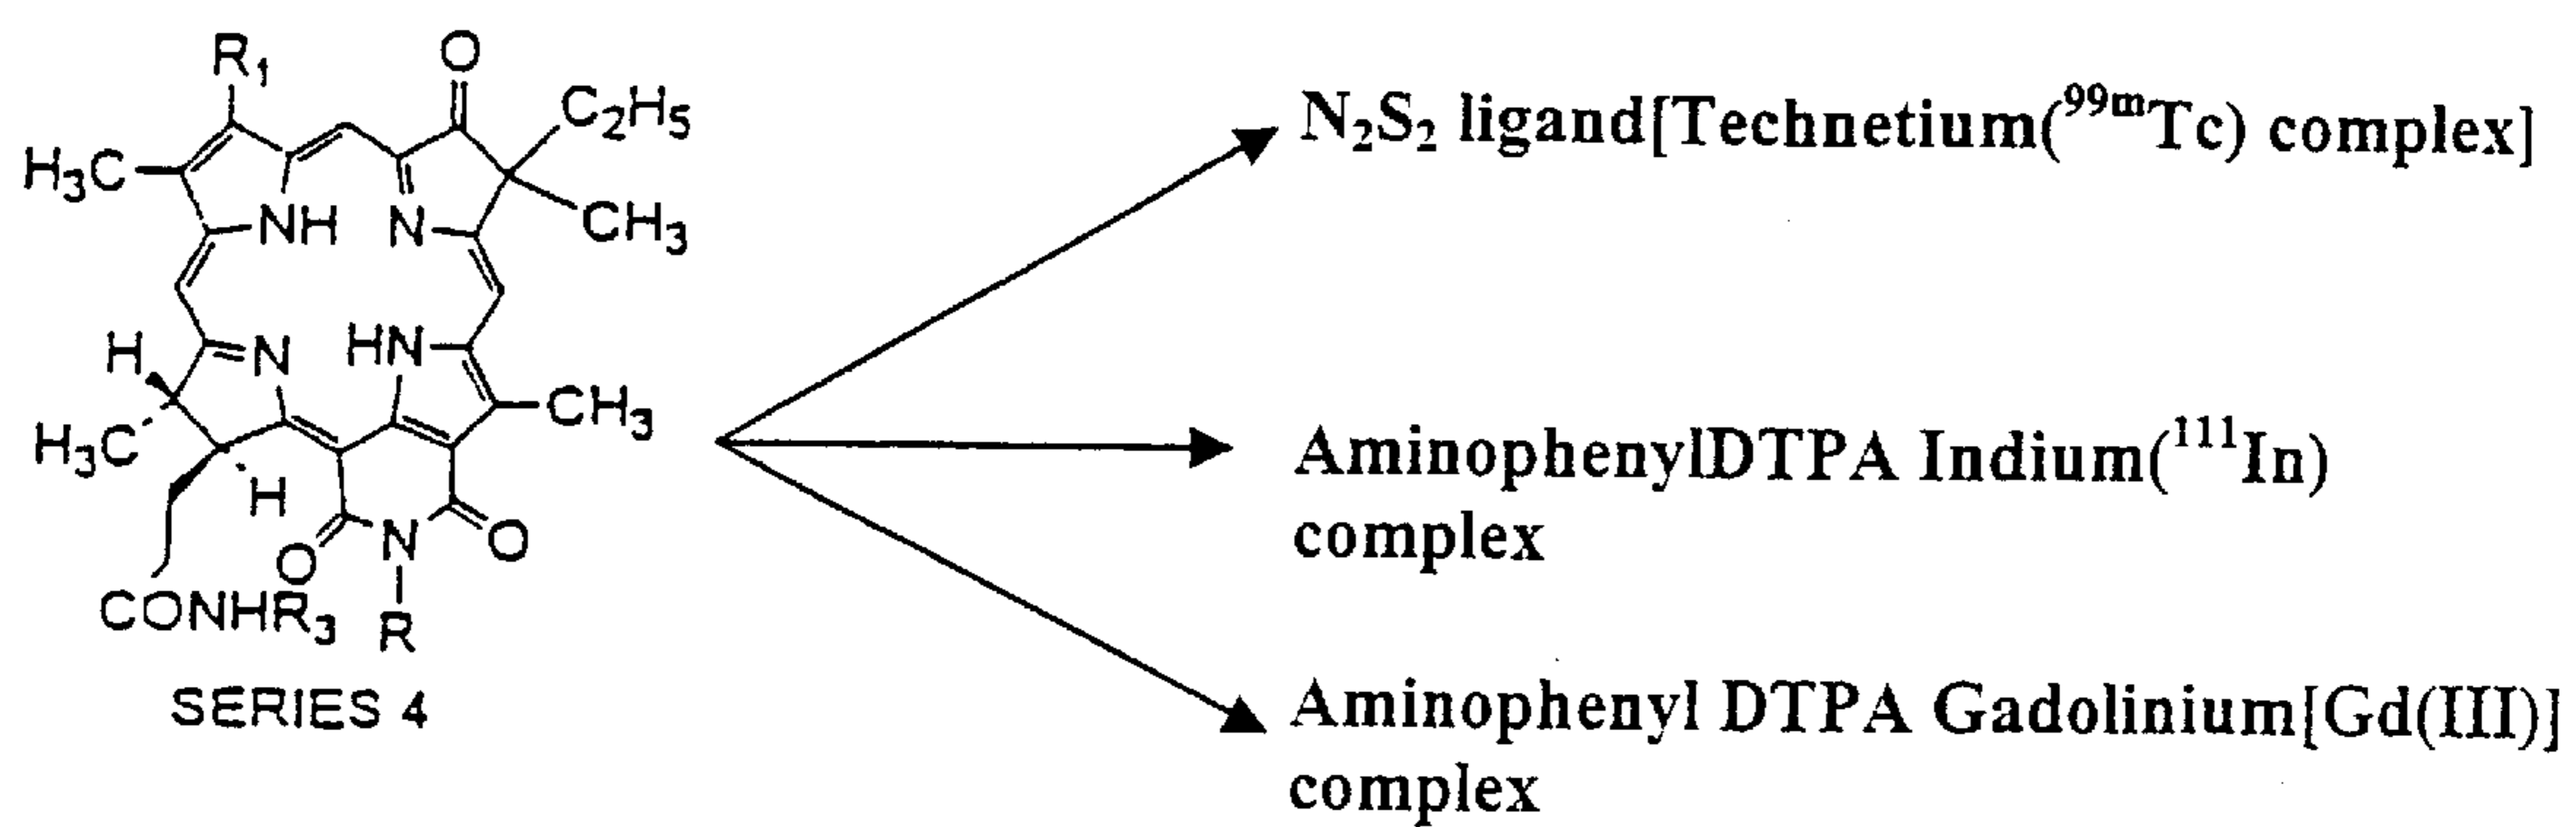 R₁
O
C₂H₅
H₃C
NH
N
CH₃
H
N
HN
CH₃
H₃C
H
O
N
O
CONHR₃
R
SERIES 4
N₂S₂ ligand[Technetium(⁹⁹ᵐTc) complex]
AminophenylDTPA Indium(¹¹¹In)
complex
Aminophenyl DTPA Gadolinium[Gd(III)]
complex